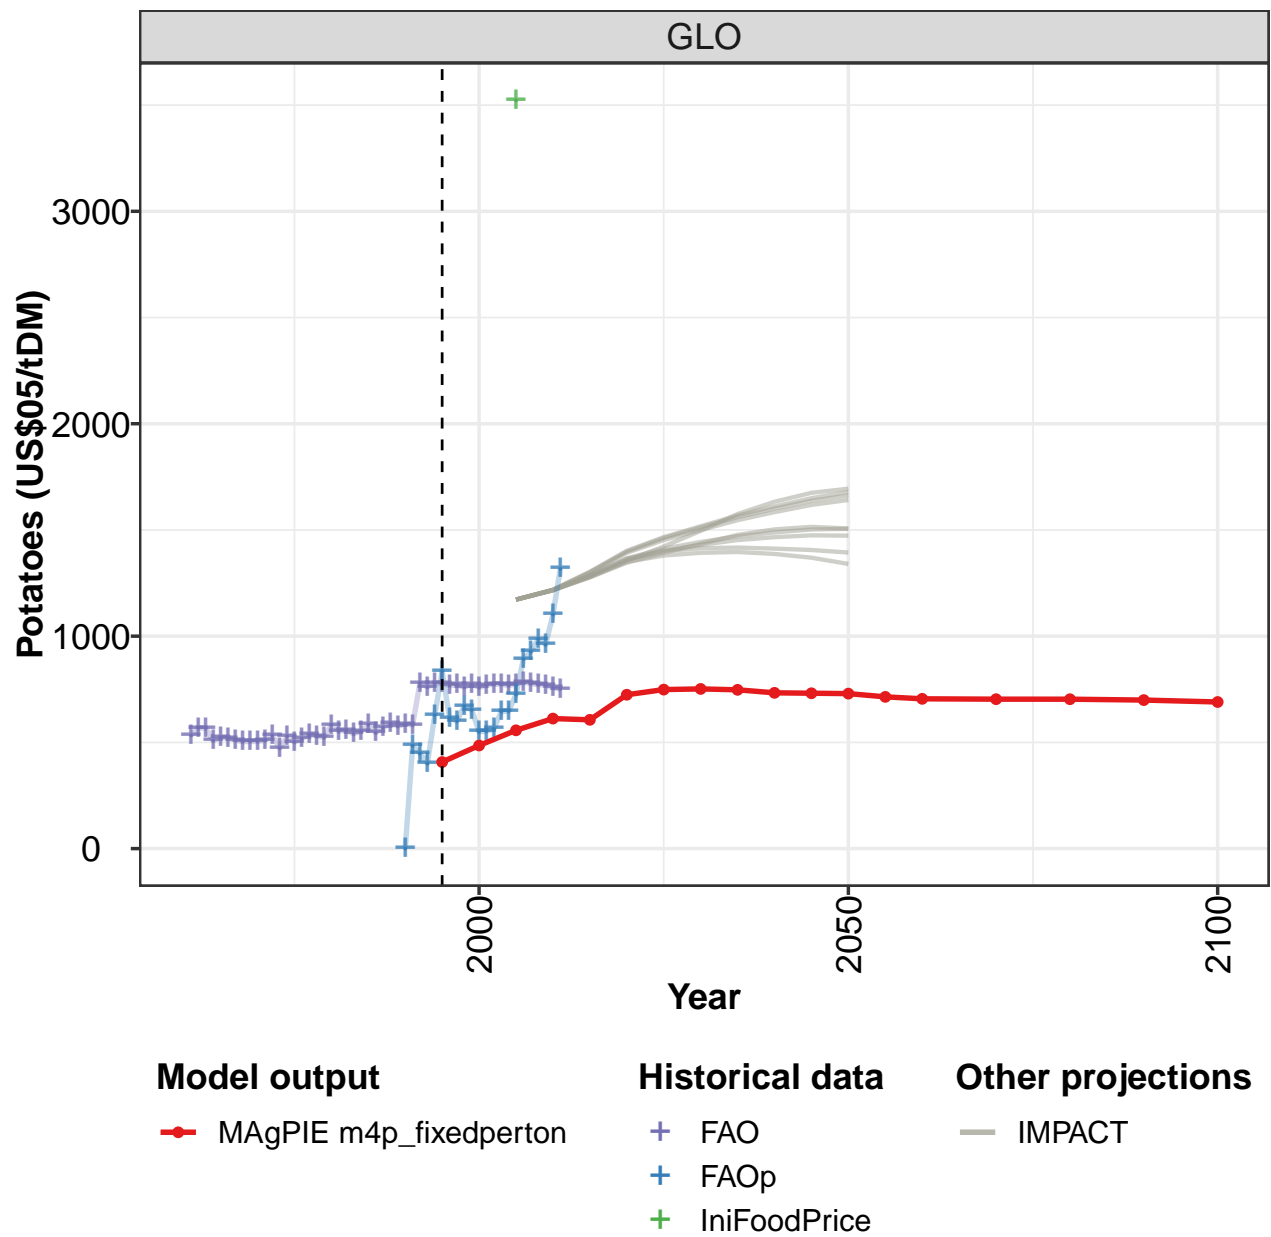 GLO
Potatoes (US$05/tDM)
3000
2000
1000
0
2000
2050
2100
Year
Model output
MAgPIE m4p_fixedperton
Historical data
FAO
FAOp
IniFoodPrice
Other projections
IMPACT